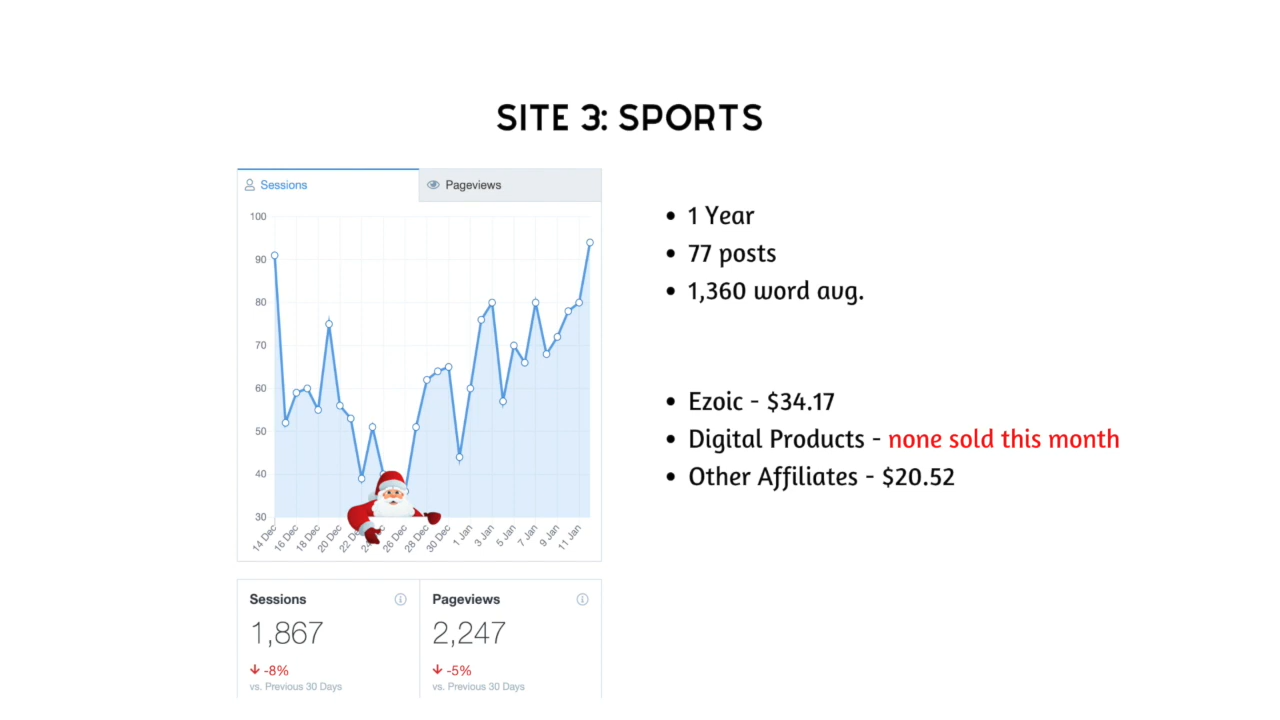 SITE 3: SPORTS
Sessions
Pageviews
100
90
80
70
60
50
40
30
14 Dec
16 Dec
18 Dec
20 Dec
26 Dec
28 Dec
30 Dec
1 Jan
3 Jan
5 Jan
7 Jan
9 Jan
11 Jan
Sessions
1,867
-8%
vs. Previous 30 Days
Pageviews
2,247
-5%
vs. Previous 30 Days
• 1 Year
• 77 posts
• 1,360 word avg.
• Ezoic - $34.17
• Digital Products - none sold this month
• Other Affiliates - $20.52